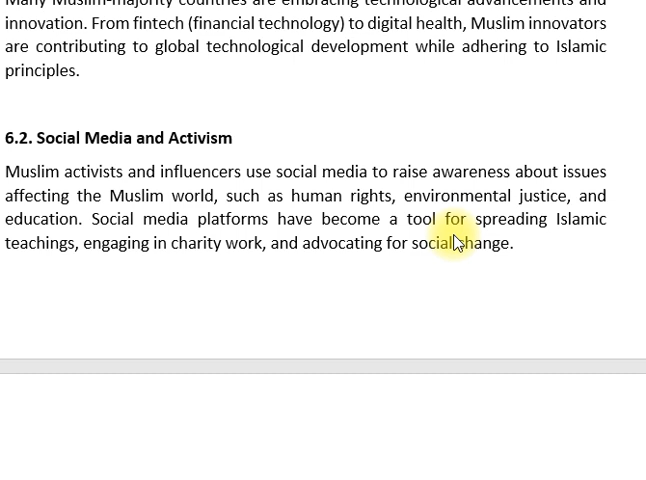 Many Muslim-majority countries are embracing technological advancements and
innovation. From fintech (financial technology) to digital health, Muslim innovators
are contributing to global technological development while adhering to Islamic
principles.
6.2. Social Media and Activism
Muslim activists and influencers use social media to raise awareness about issues
affecting the Muslim world, such as human rights, environmental justice, and
education. Social media platforms have become a tool for spreading Islamic
teachings, engaging in charity work, and advocating for social change.